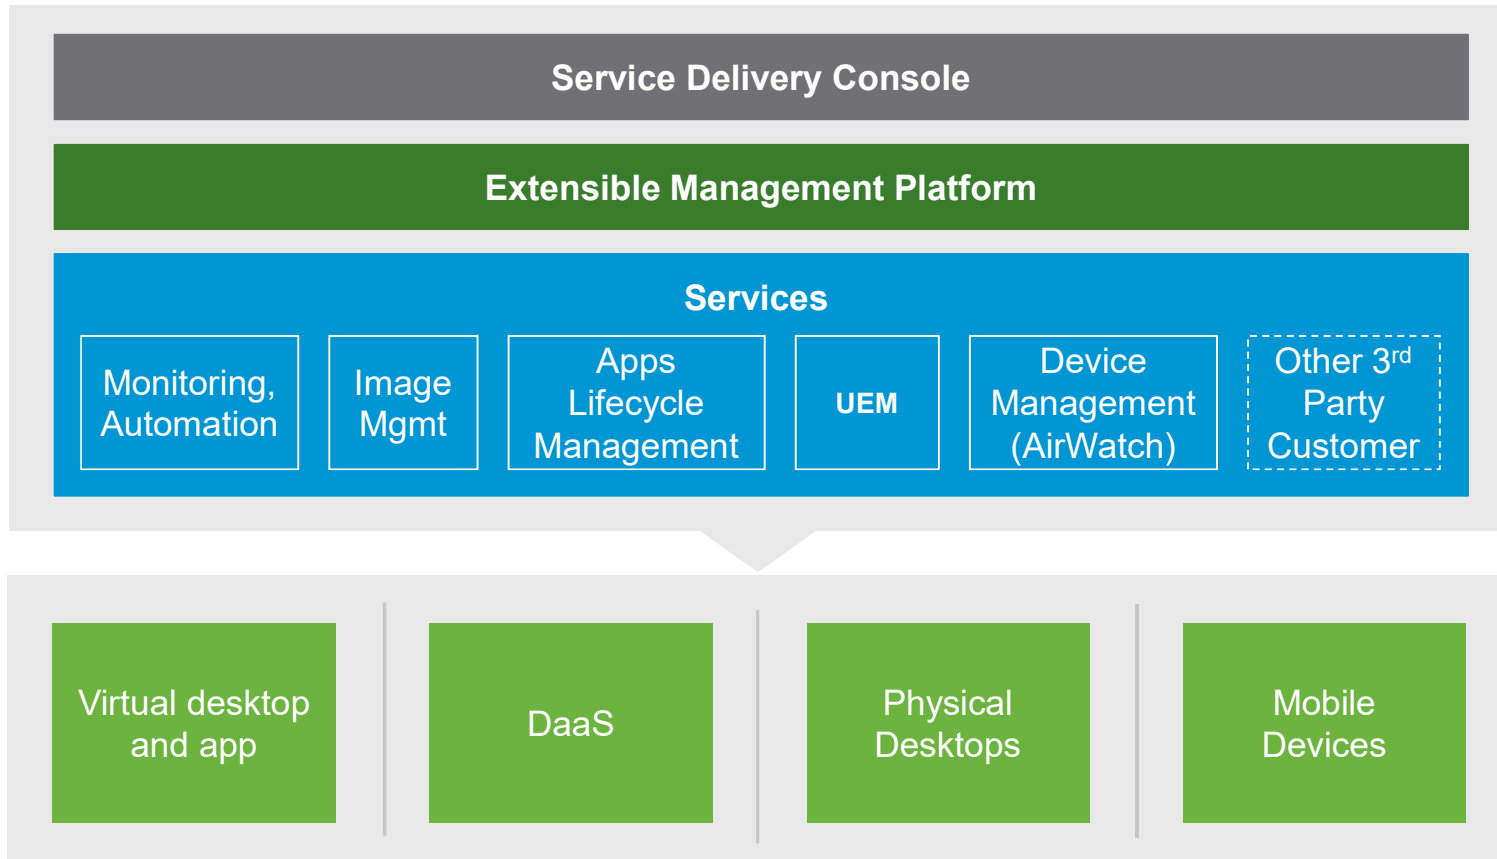 Service Delivery Console
Extensible Management Platform
Services
Monitoring,
Automation
Image
Mgmt
Apps
Lifecycle
Management
UEM
Device
Management
(AirWatch)
Other 3rd
Party
Customer
Virtual desktop
and app
DaaS
Physical
Desktops
Mobile
Devices